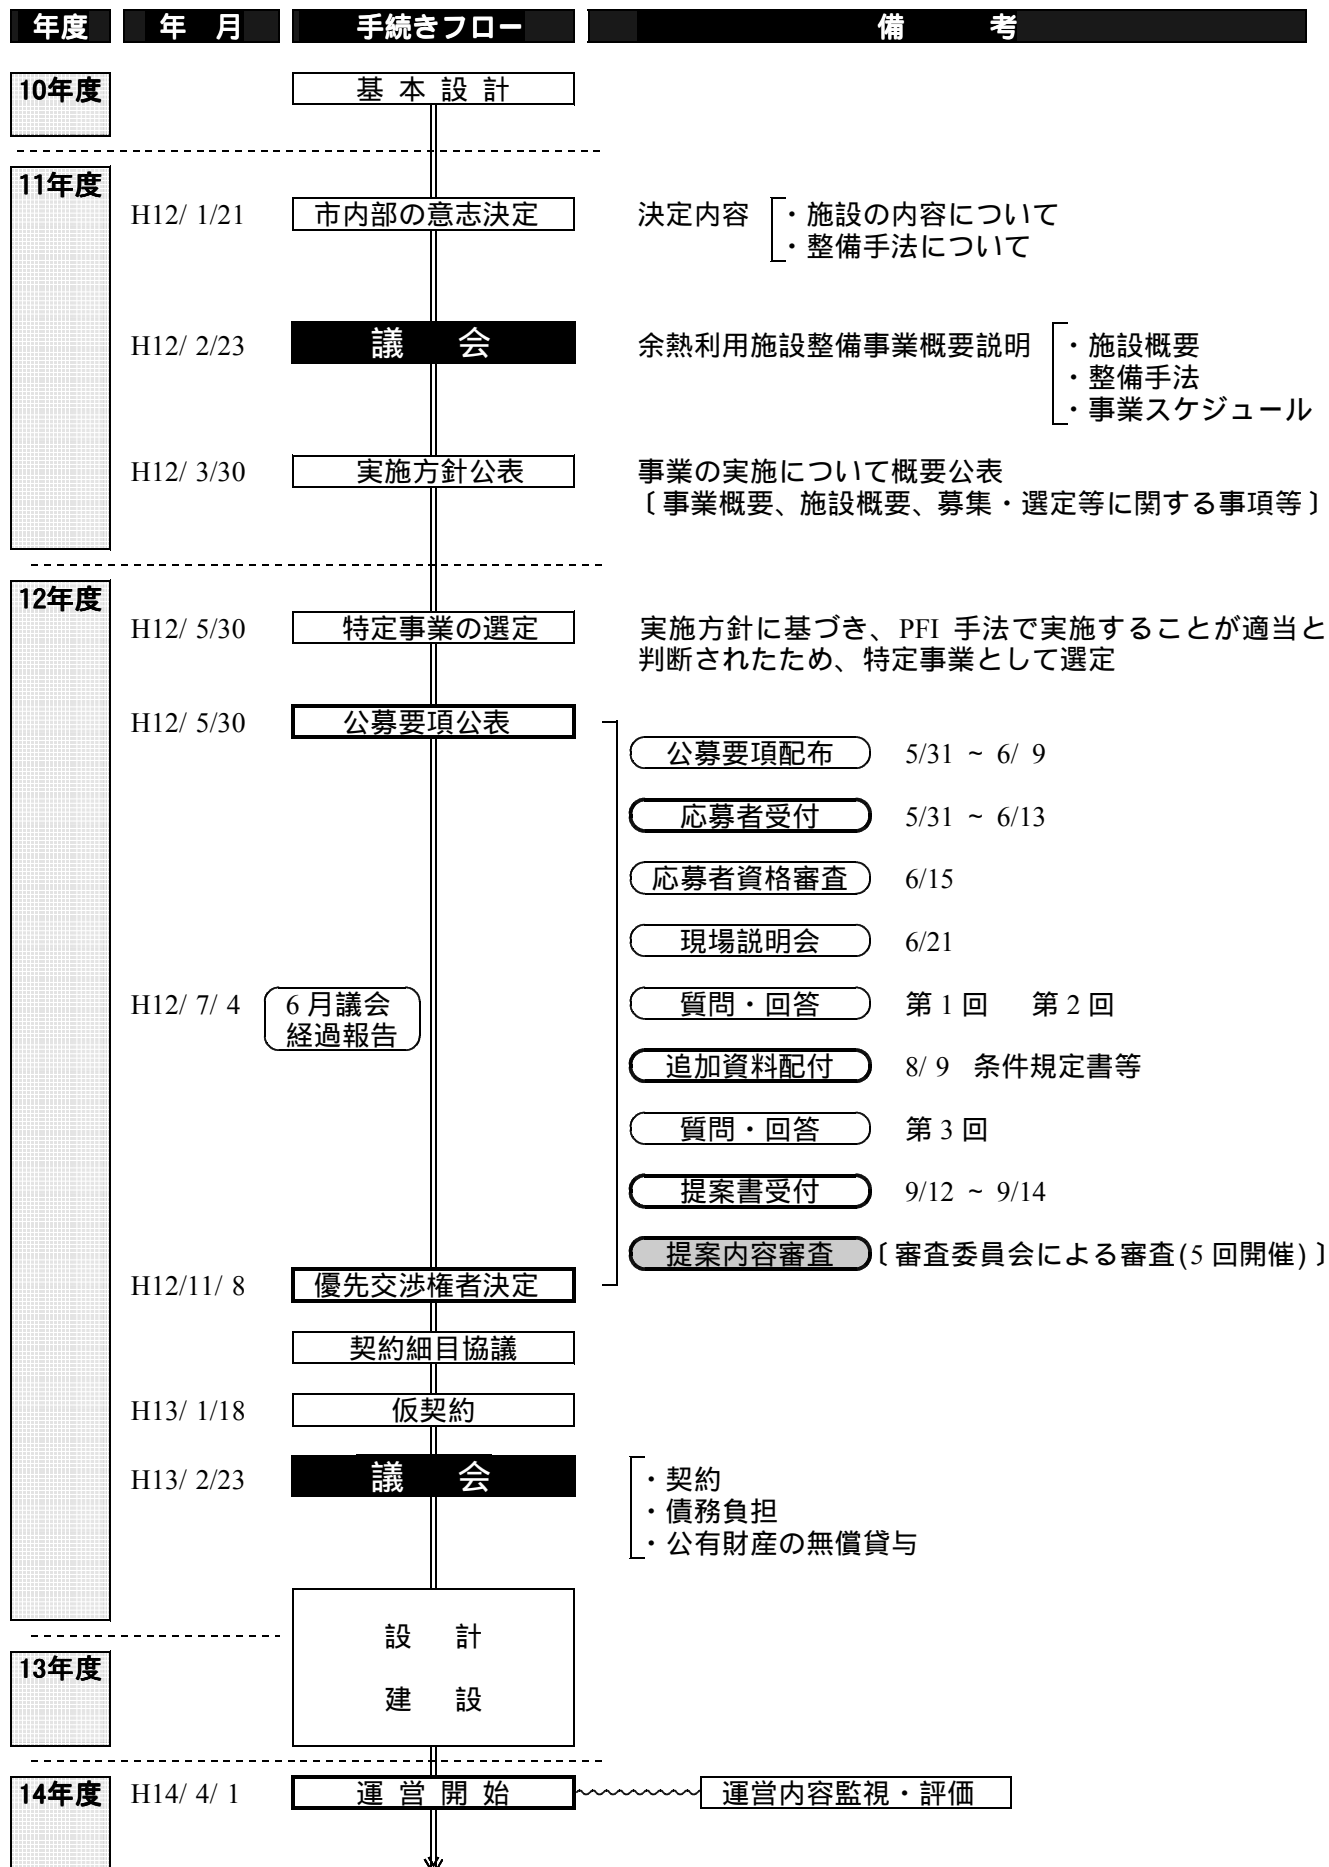 年度 年 月 手続きフロー 備 考
10年度 基 本 設 計
11年度
H12/ 1/21 市内部の意志決定 決定内容 ・施設の内容について
・整備手法について
H12/ 2/23 議 会 余熱利用施設整備事業概要説明 ・施設概要
・整備手法
・事業スケジュール
H12/ 3/30 実施方針公表 事業の実施について概要公表
〔事業概要、施設概要、募集・選定等に関する事項等〕
12年度
H12/ 5/30 特定事業の選定 実施方針に基づき、PFI 手法で実施することが適当と
判断されたため、特定事業として選定
H12/ 5/30 公募要項公表
公募要項配布 5/31 ~ 6/ 9
応募者受付 5/31 ~ 6/13
応募者資格審査 6/15
現場説明会 6/21
H12/ 7/ 4 6月議会 質問・回答 第1回 第2回
経過報告
追加資料配付 8/ 9 条件規定書等
質問・回答 第3回
提案書受付 9/12 ~ 9/14
提案内容審査 〔審査委員会による審査(5回開催)〕
H12/11/ 8 優先交渉権者決定
契約細目協議
H13/ 1/18 仮契約
H13/ 2/23 議 会 ・契約
・債務負担
・公有財産の無償貸与
設 計
13年度
建 設
14年度 H14/ 4/ 1 運 営 開 始 運営内容監視・評価